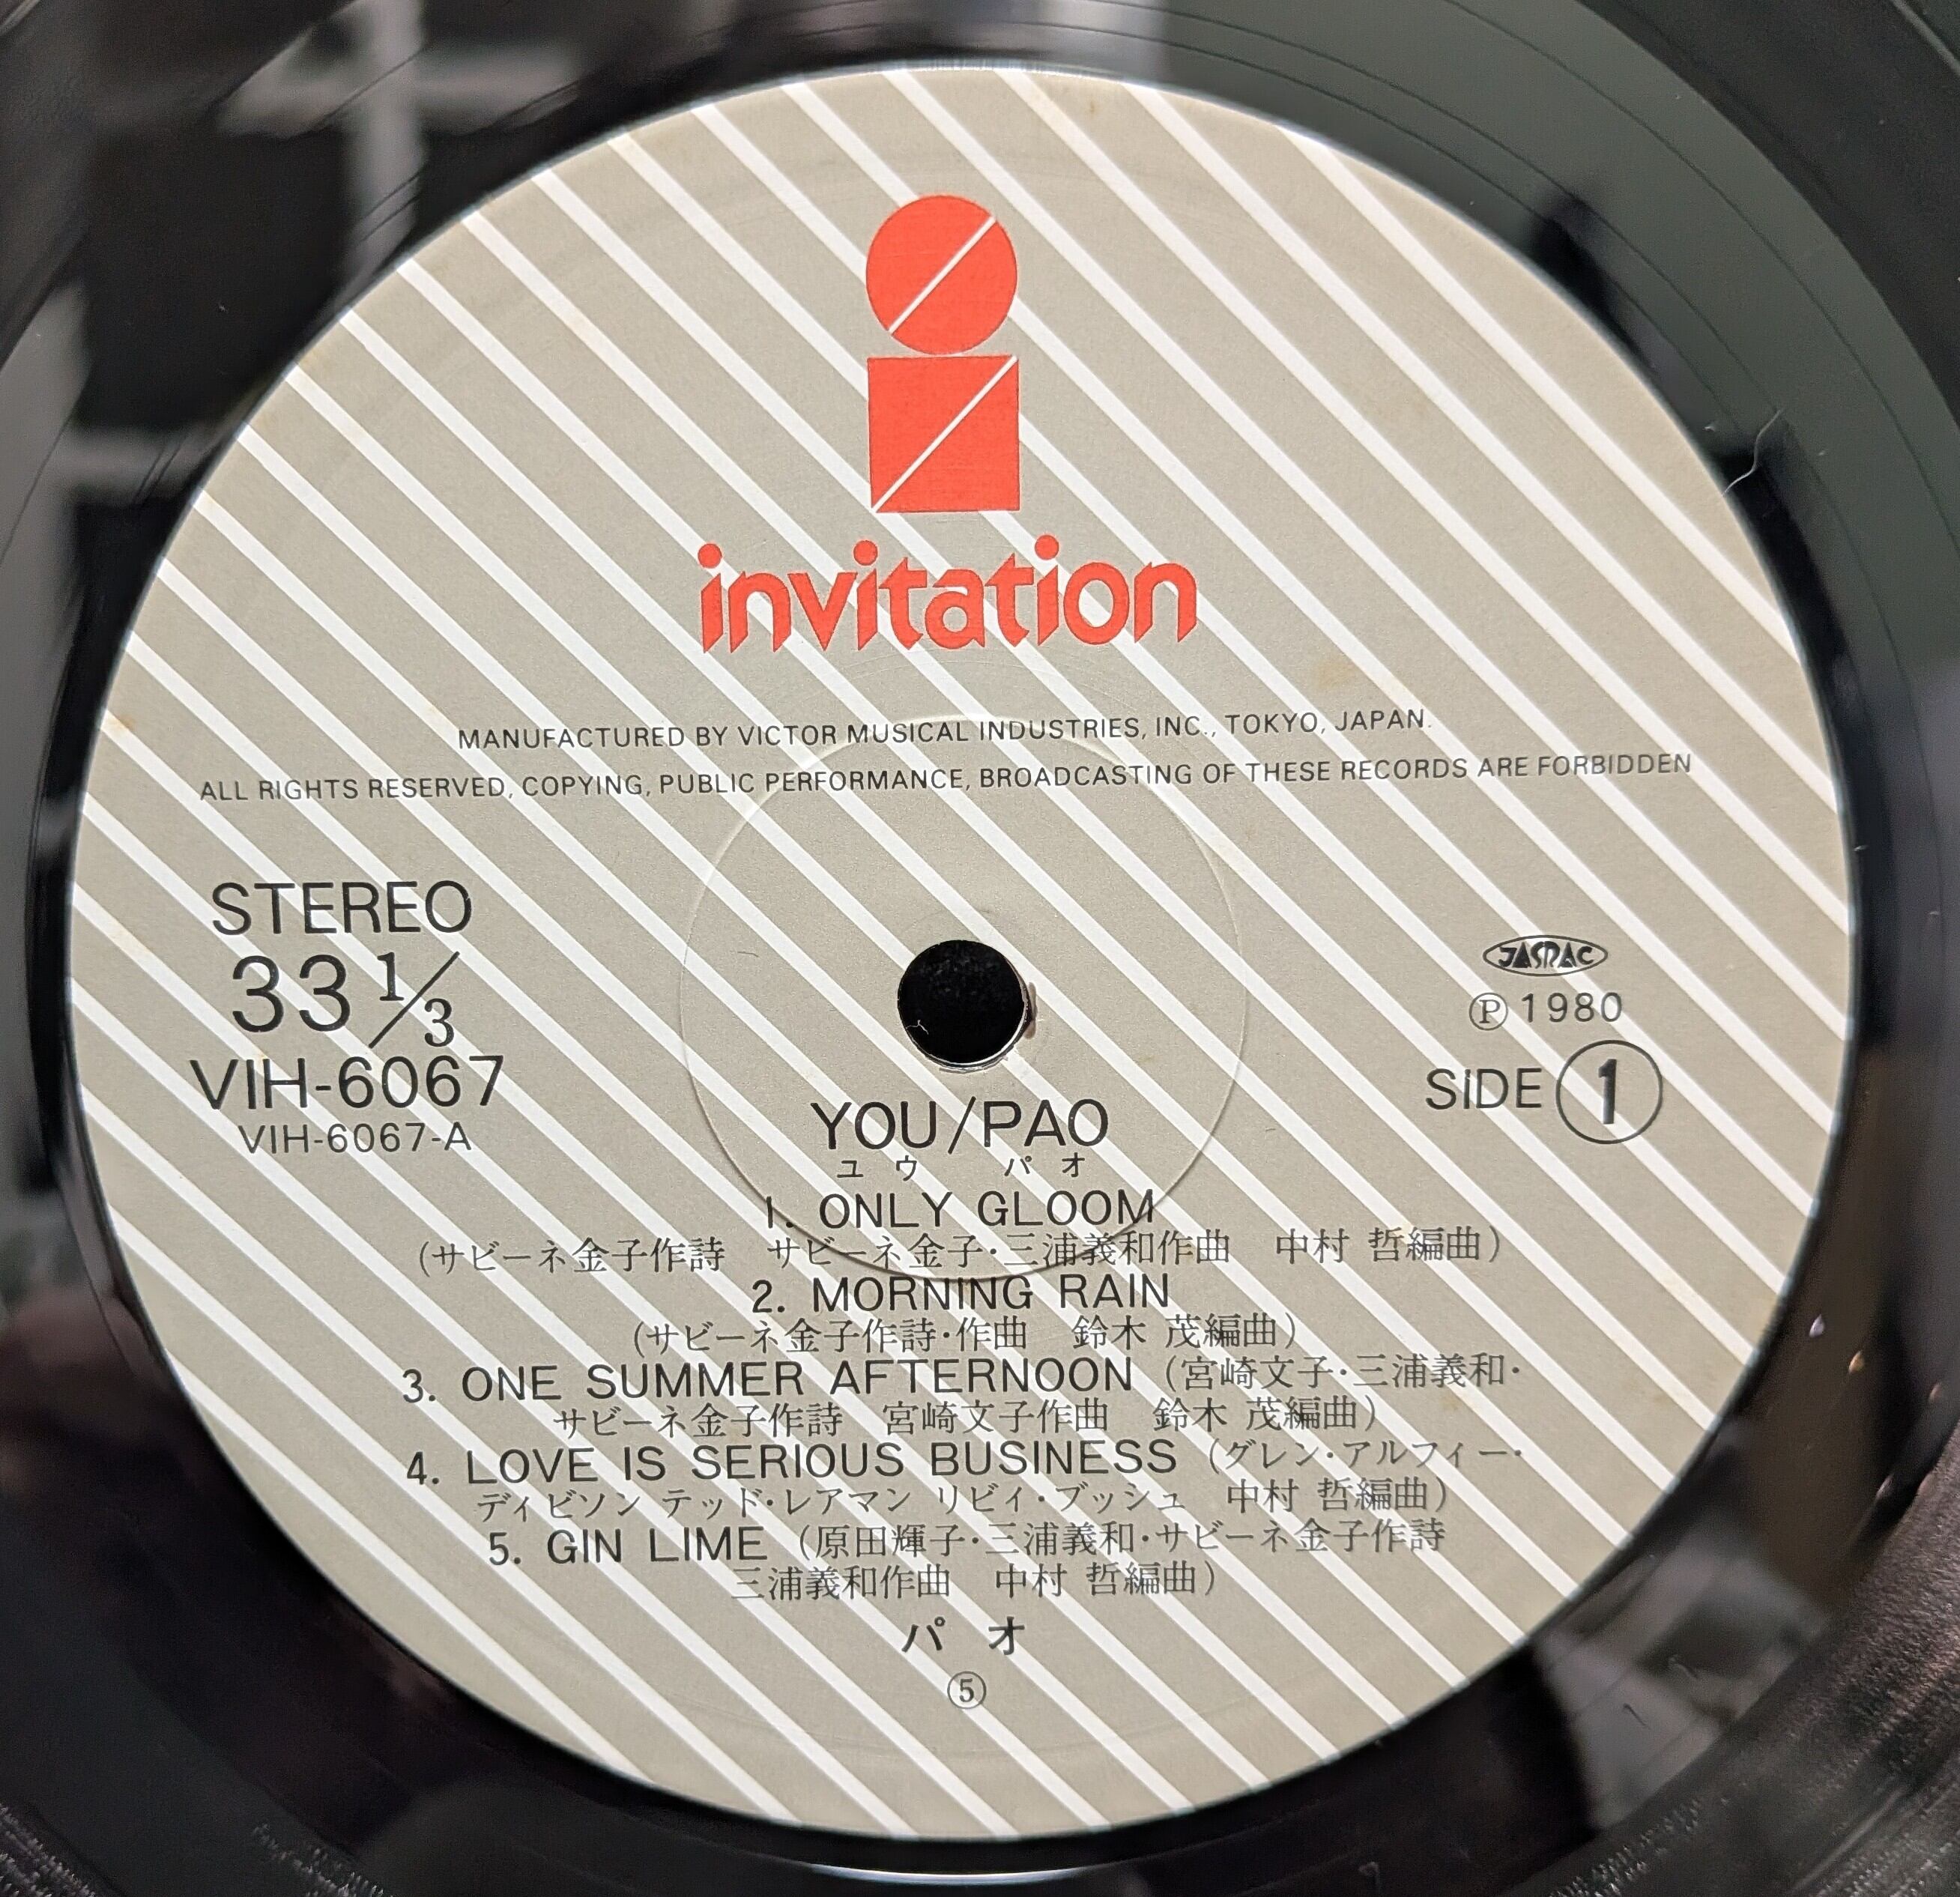 invitation
MANUFACTURED BY VICTOR MUSICAL INDUSTRIES, INC., TOKYO, JAPAN.
ALL RIGHTS RESERVED, COPYING, PUBLIC PERFORMANCE, BROADCASTING OF THESE RECORDS ARE FORBIDDEN
STEREO
33 1/3
VIH-6067
VIH-6067-A
JASRAC
Ⓟ 1980
SIDE 1
YOU/PAO
ユウ パオ
1. ONLY GLOOM
(サビーネ金子作詩 サビーネ金子・三浦義和作曲 中村 哲編曲)
2. MORNING RAIN
(サビーネ金子作詩・作曲 鈴木 茂編曲)
3. ONE SUMMER AFTERNOON (宮崎文子・三浦義和・
サビーネ金子作詩 宮崎文子作曲 鈴木 茂編曲)
4. LOVE IS SERIOUS BUSINESS (グレン・アルフィー・
ディビソン テッド・レアマン リビィ・ブッシュ 中村 哲編曲)
5. GIN LIME (原田輝子・三浦義和・サビーネ金子作詩
三浦義和作曲 中村 哲編曲)
パオ
⑤